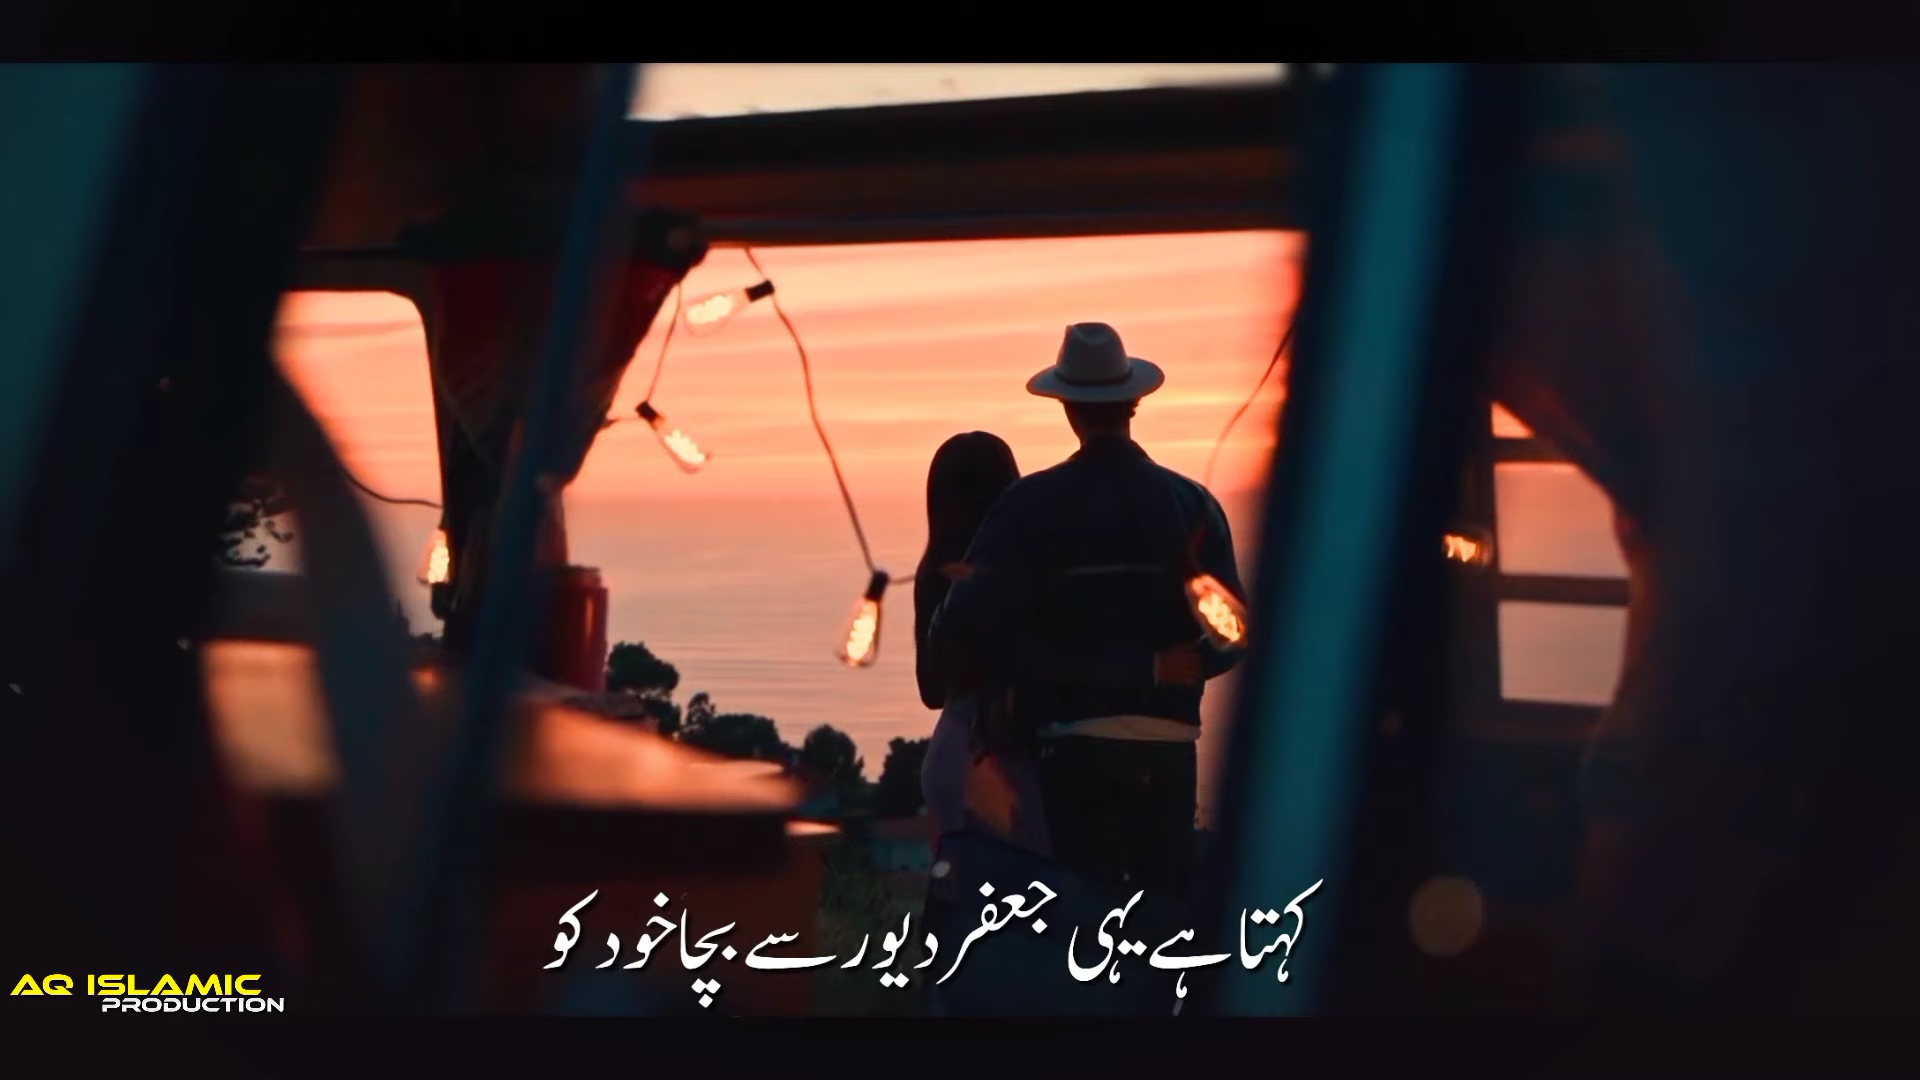 کہتا ہے یہی جعفر دیور سے بچا خود کو
AQ ISLAMIC
PRODUCTION